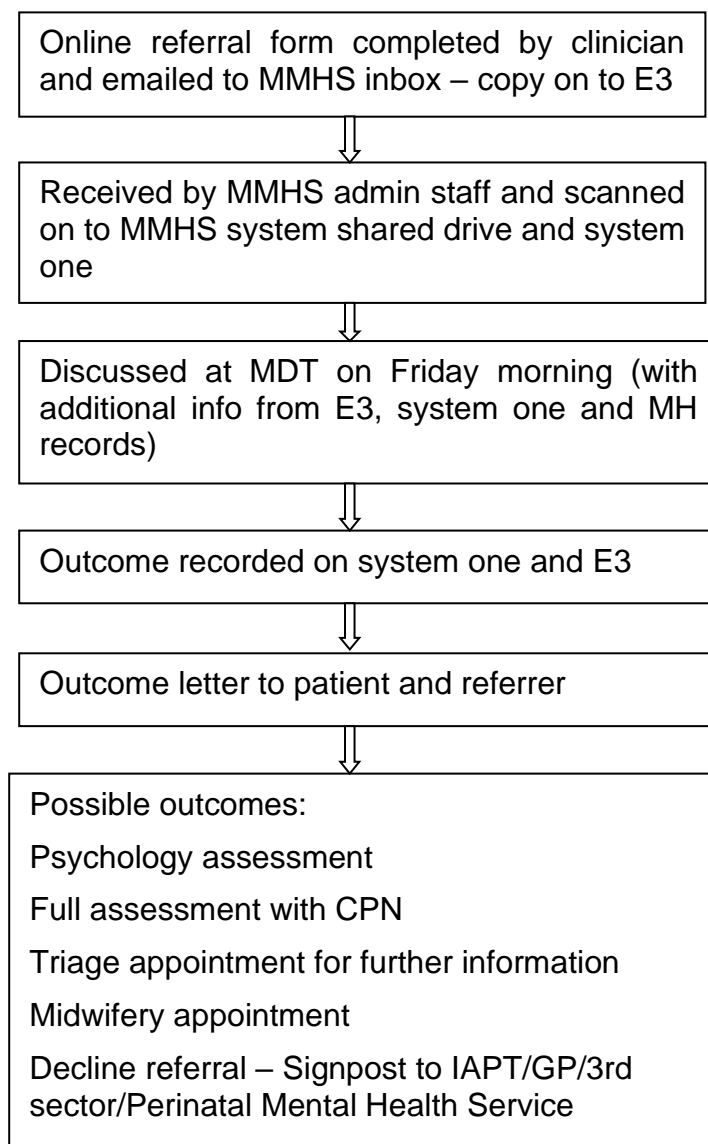 Online referral form completed by clinician
and emailed to MMHS inbox – copy on to E3
Received by MMHS admin staff and scanned
on to MMHS system shared drive and system
one
Discussed at MDT on Friday morning (with
additional info from E3, system one and MH
records)
Outcome recorded on system one and E3
Outcome letter to patient and referrer
Possible outcomes:
Psychology assessment
Full assessment with CPN
Triage appointment for further information
Midwifery appointment
Decline referral – Signpost to IAPT/GP/3rd
sector/Perinatal Mental Health Service